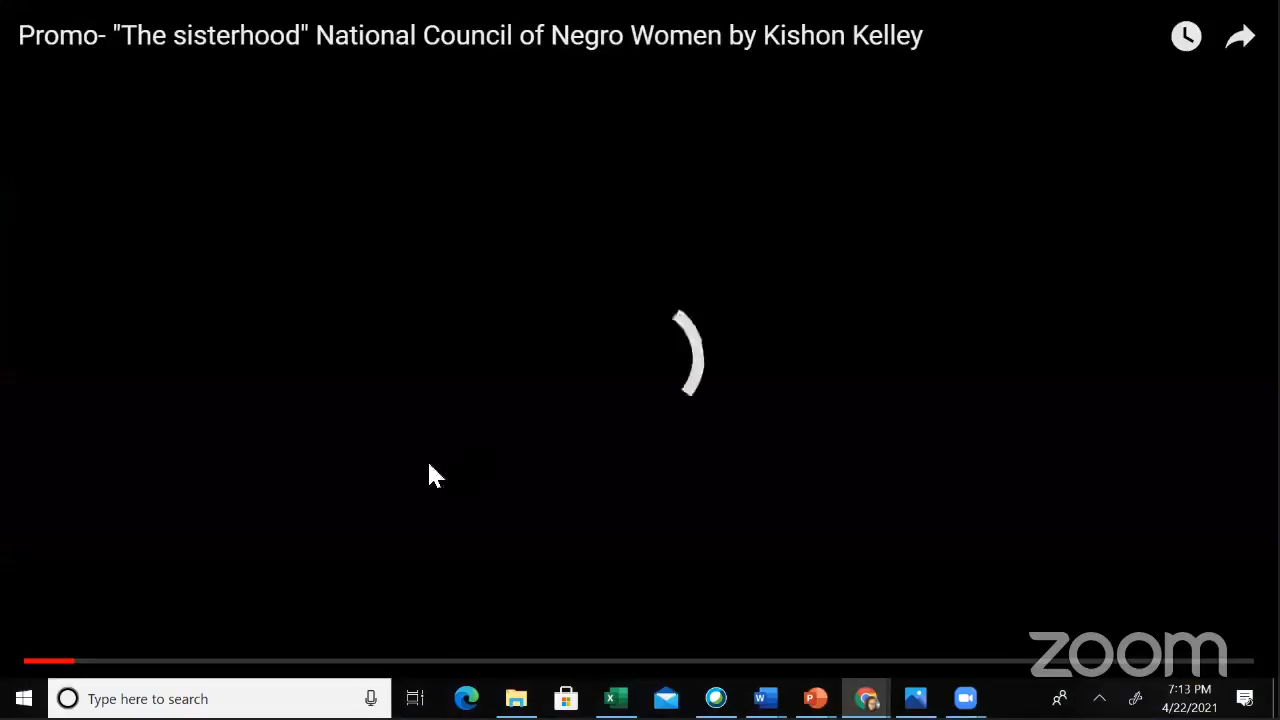 Promo- "The sisterhood" National Council of Negro Women by Kishon Kelley
zoom
Type here to search
7:13 PM
4/22/2021